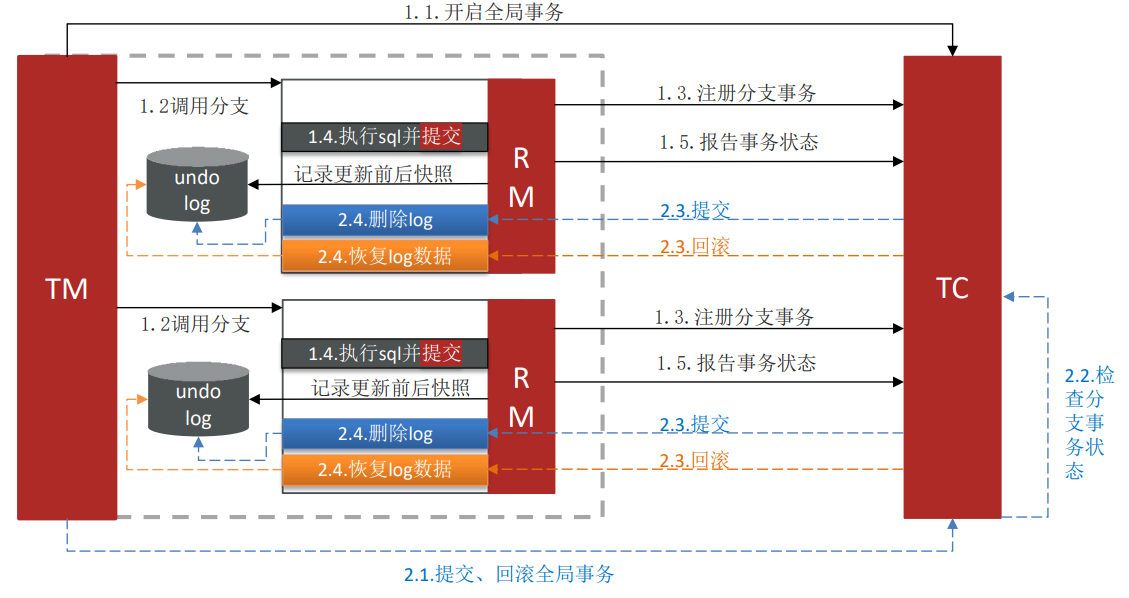 1.1.开启全局事务
TM
1.2调用分支
1.4.执行sql并提交
undo
log
记录更新前后快照
2.4.删除log
2.4.恢复log数据
R
M
1.3.注册分支事务
1.5.报告事务状态
2.3.提交
2.3.回滚
TC
1.2调用分支
1.4.执行sql并提交
undo
log
记录更新前后快照
2.4.删除log
2.4.恢复log数据
R
M
1.3.注册分支事务
1.5.报告事务状态
2.3.提交
2.3.回滚
2.2.检
查分
支事
务状
态
2.1.提交、回滚全局事务